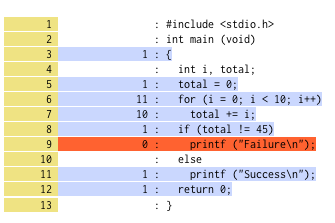 1 : #include <stdio.h>
2 : int main (void)
3 1 : {
4 : int i, total;
5 1 : total = 0;
6 11 : for (i = 0; i < 10; i++)
7 10 : total += i;
8 1 : if (total != 45)
9 0 : printf ("Failure\n");
10 : else
11 1 : printf ("Success\n");
12 1 : return 0;
13 : }